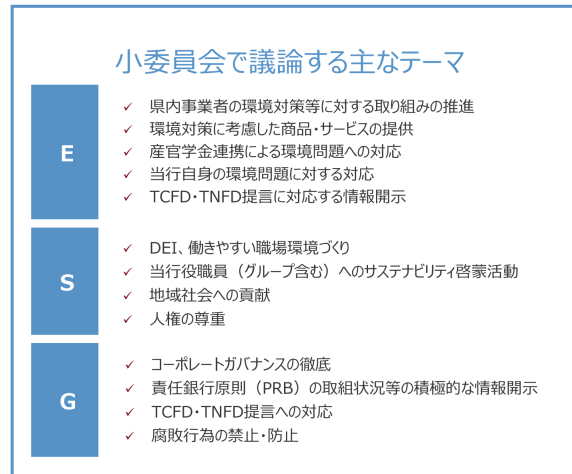 小委員会で議論する主なテーマ
E
✓ 県内事業者の環境対策等に対する取り組みの推進
✓ 環境対策に考慮した商品・サービスの提供
✓ 産官学金連携による環境問題への対応
✓ 当行自身の環境問題に対する対応
✓ TCFD・TNFD提言に対応する情報開示
S
✓ DEI、働きやすい職場環境づくり
✓ 当行役職員（グループ含む）へのサステナビリティ啓蒙活動
✓ 地域社会への貢献
✓ 人権の尊重
G
✓ コーポレートガバナンスの徹底
✓ 責任銀行原則（PRB）の取組状況等の積極的な情報開示
✓ TCFD・TNFD提言への対応
✓ 腐敗行為の禁止・防止